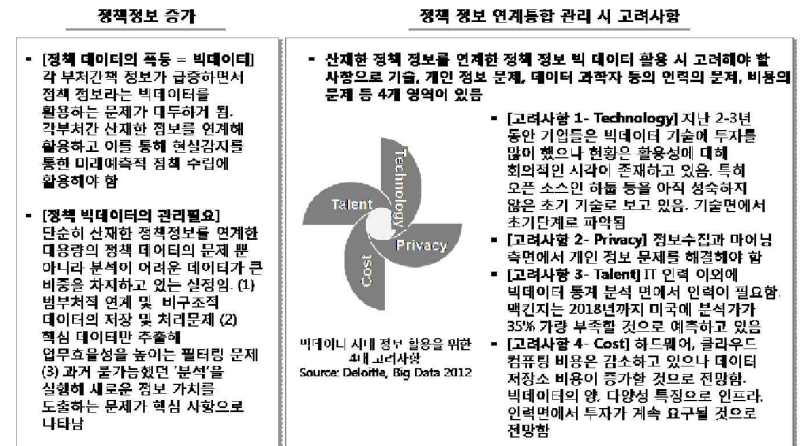 정책정보 증가
[정책 데이터의 폭등 = 빅데이터]
각 부처간책 정보가 급증하면서
정책 정보라는 빅데이터를
활용하는 문제가 대두하게 됨.
각부처간 산재한 정보를 연계해
활용하고 이를 통해 현실감지를
통한 미래예측적 정책 수립에
활용해야 함
[정책 빅데이터의 관리필요]
단순히 산재한 정책정보를 연계한
대용량의 정책 데이터의 문제 뿐
아니라 분석이 어려운 데이터가 큰
비중을 차지하고 있는 실정임. (1)
범부처적 연계 및 비구조적
데이터의 저장 및 처리문제 (2)
핵심 데이터만 추출해
업무효율성을 높이는 필터링 문제
(3) 과거 불가능했던 '분석'을
실행해 새로운 정보 가치를
도출하는 문제가 핵심 사항으로
나타남
정책 정보 연계통합 관리 시 고려사항
산재한 정책 정보를 연계한 정책 정보 빅 데이터 활용 시 고려해야 할
사항으로 기술, 개인 정보 문제, 데이터 과학자 등의 인력의 문제, 비용의
문제 등 4개 영역이 있음
Technology
Talent
Privacy
Cost
빅데이터 시대 정보 활용을 위한
4대 고려사항
Source: Deloitte, Big Data 2012
[고려사항 1- Technology] 지난 2-3년
동안 기업들은 빅데이터 기술에 투자를
많이 했으나 현황은 활용성에 대해
회의적인 시각이 존재하고 있음. 특히
오픈 소스인 하둡 등을 아직 성숙하지
않은 초기 기술로 보고 있음. 기술면에서
초기단계로 파악됨
[고려사항 2- Privacy] 정보수집과 마이닝
측면에서 개인 정보 문제를 해결해야 함
[고려사항 3- Talent] IT 인력 이외에
빅데이터 통계 분석 면에서 인력이 필요함.
맥킨지는 2018년까지 미국에 분석가가
35% 가량 부족할 것으로 예측하고 있음
[고려사항 4- Cost] 하드웨어, 클라우드
컴퓨팅 비용은 감소하고 있으나 데이터
저장소 비용이 증가할 것으로 전망함.
빅데이터의 양, 다양성 특징으로 인프라,
인력면에서 투자가 계속 요구될 것으로
전망함